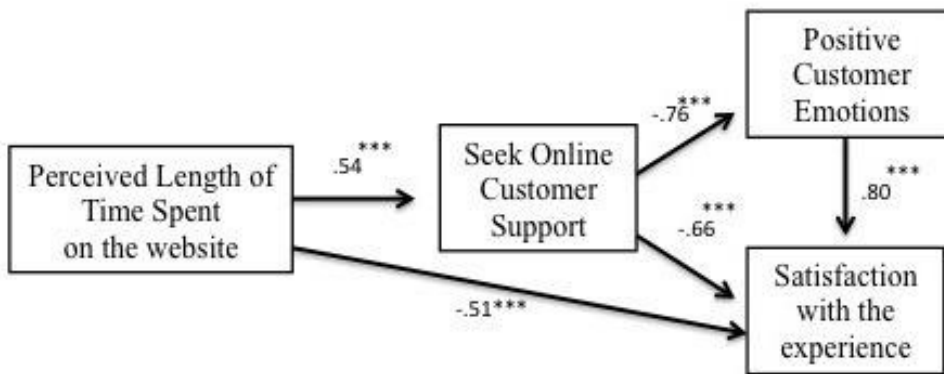 Positive
Customer
Emotions
-.76***
.54***
Seek Online
Customer
Support
.80***
Perceived Length of
Time Spent
on the website
-.66***
-.51***
Satisfaction
with the
experience